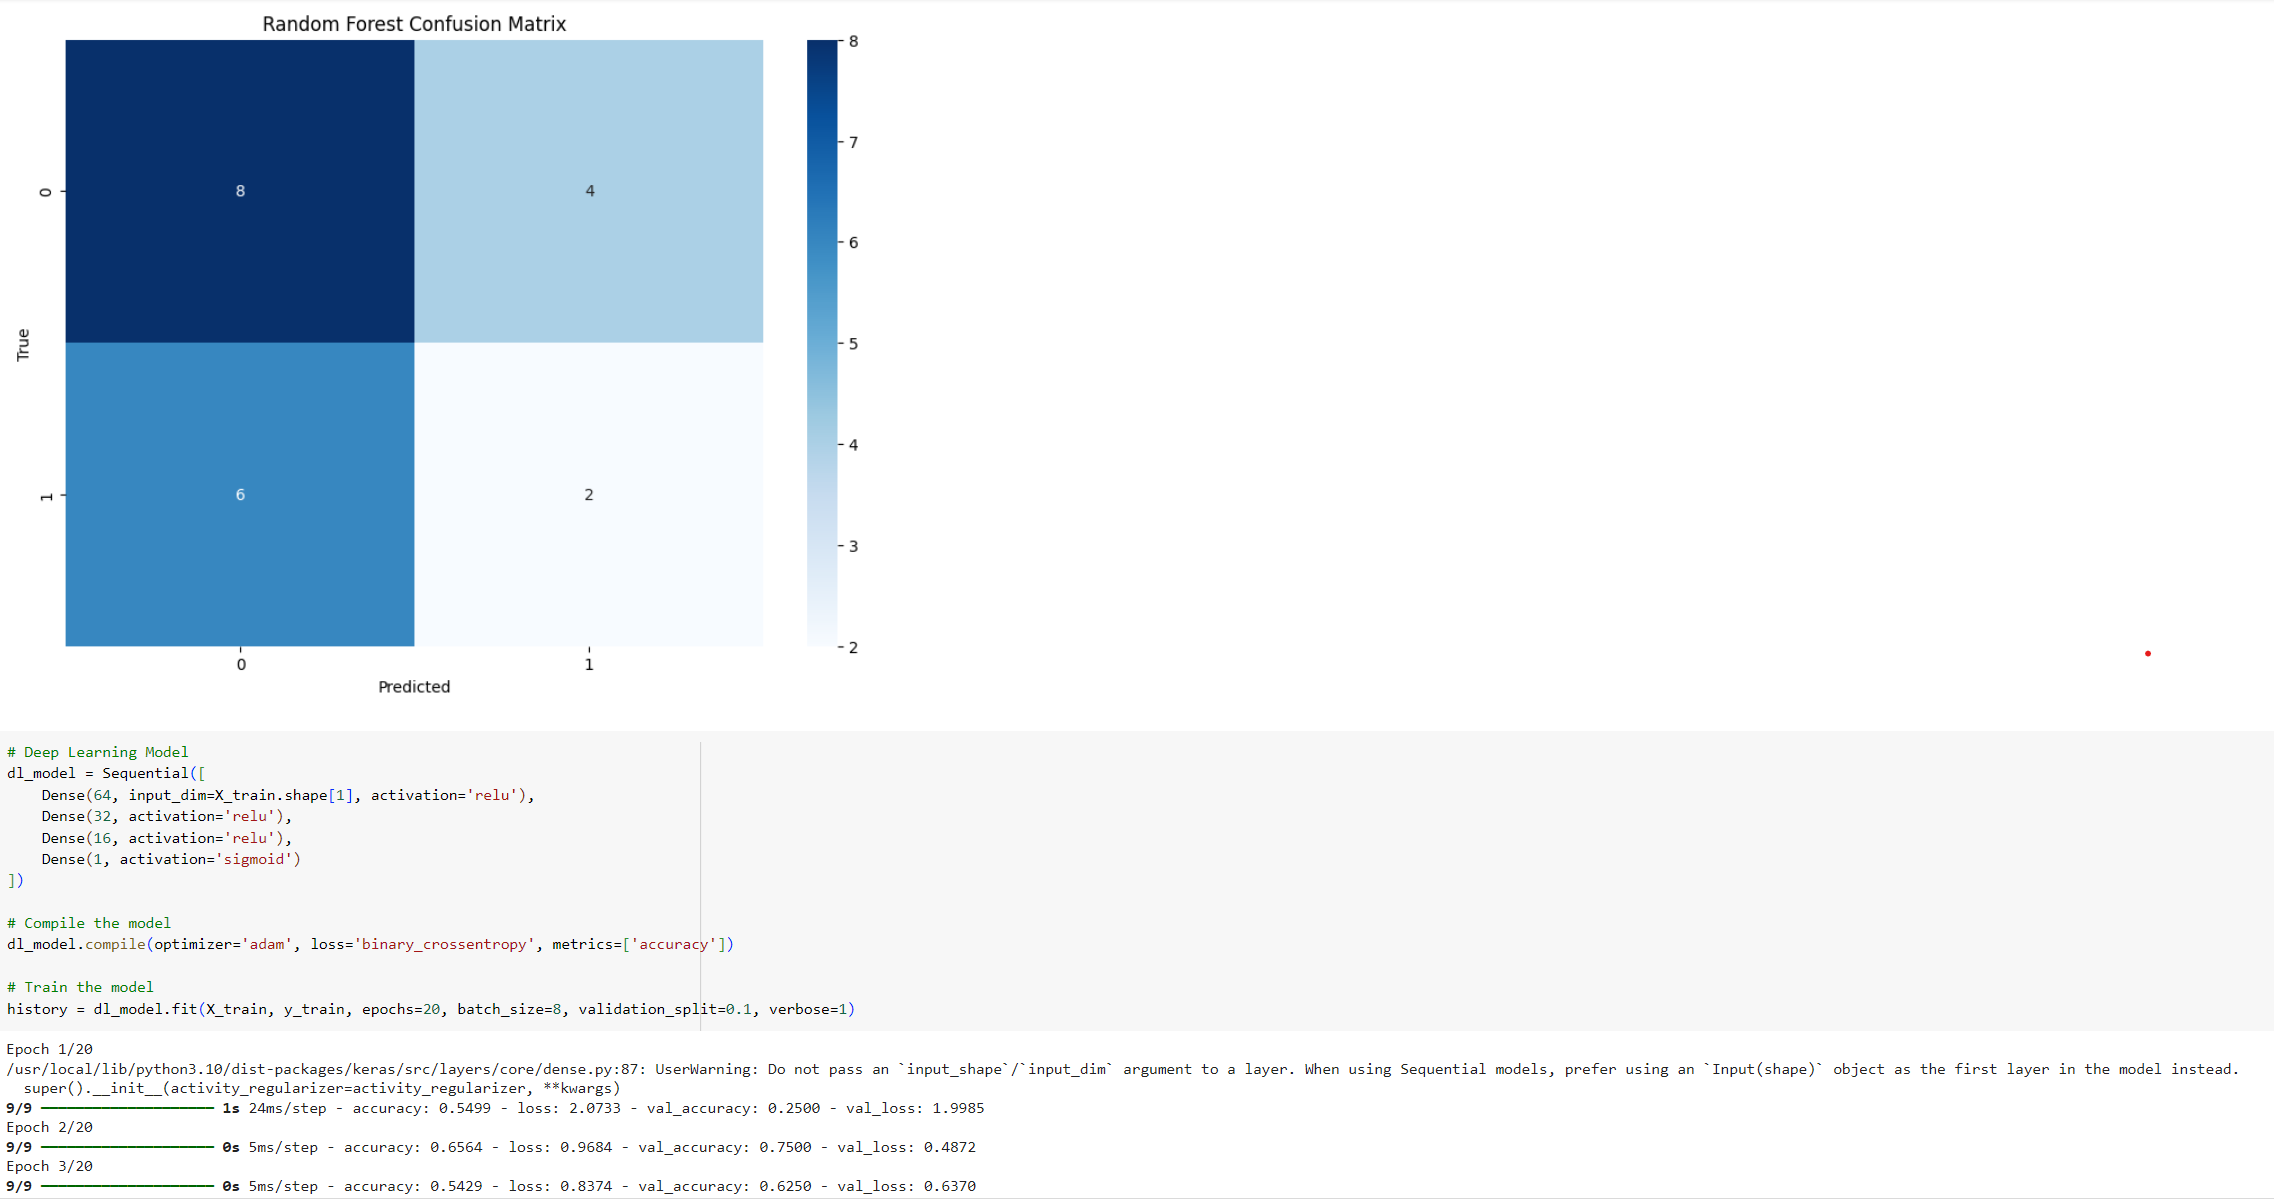 Random Forest Confusion Matrix
8
7
6
5
4
3
2
True
0
1
8
4
6
2
0
1
Predicted
# Deep Learning Model
dl_model = Sequential([
    Dense(64, input_dim=X_train.shape[1], activation='relu'),
    Dense(32, activation='relu'),
    Dense(16, activation='relu'),
    Dense(1, activation='sigmoid')
])
# Compile the model
dl_model.compile(optimizer='adam', loss='binary_crossentropy', metrics=['accuracy'])
# Train the model
history = dl_model.fit(X_train, y_train, epochs=20, batch_size=8, validation_split=0.1, verbose=1)
Epoch 1/20
/usr/local/lib/python3.10/dist-packages/keras/src/layers/core/dense.py:87: UserWarning: Do not pass an `input_shape`/`input_dim` argument to a layer. When using Sequential models, prefer using an `Input(shape)` object as the first layer in the model instead.
  super().__init__(activity_regularizer=activity_regularizer, **kwargs)
9/9 ━━━━━━━━━━━━━━━━━━━━ 1s 24ms/step - accuracy: 0.5499 - loss: 2.0733 - val_accuracy: 0.2500 - val_loss: 1.9985
Epoch 2/20
9/9 ━━━━━━━━━━━━━━━━━━━━ 0s 5ms/step - accuracy: 0.6564 - loss: 0.9684 - val_accuracy: 0.7500 - val_loss: 0.4872
Epoch 3/20
9/9 ━━━━━━━━━━━━━━━━━━━━ 0s 5ms/step - accuracy: 0.5429 - loss: 0.8374 - val_accuracy: 0.6250 - val_loss: 0.6370